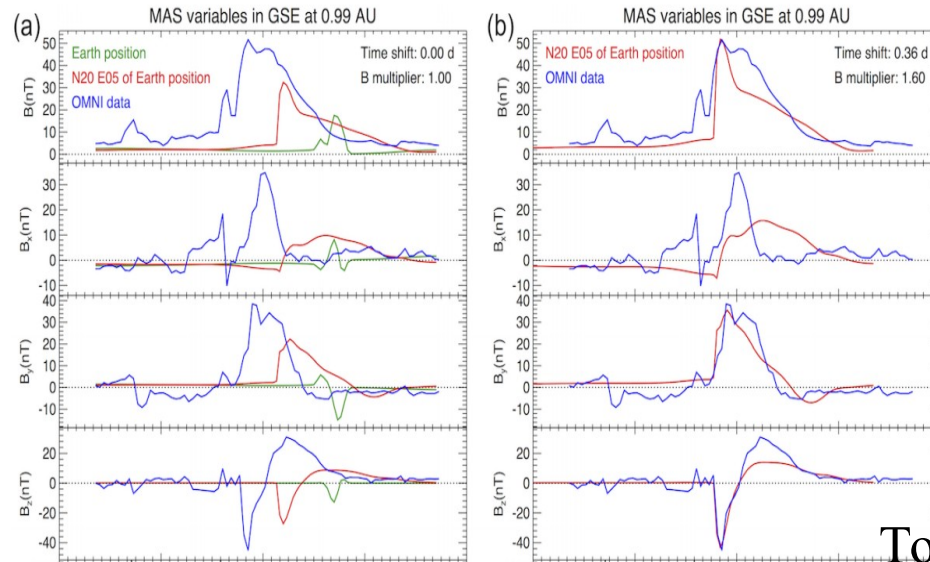 (a)
MAS variables in GSE at 0.99 AU
Earth position
N20 E05 of Earth position
OMNI data
Time shift: 0.00 d
B multiplier: 1.00
B(nT)
50
40
30
20
10
0
Bx(nT)
30
20
10
0
-10
By(nT)
40
30
20
10
0
-10
Bz(nT)
20
0
-20
-40
(b)
MAS variables in GSE at 0.99 AU
N20 E05 of Earth position
OMNI data
Time shift: 0.36 d
B multiplier: 1.60
B(nT)
50
40
30
20
10
0
Bx(nT)
30
20
10
0
-10
By(nT)
40
30
20
10
0
-10
Bz(nT)
20
0
-20
-40
To